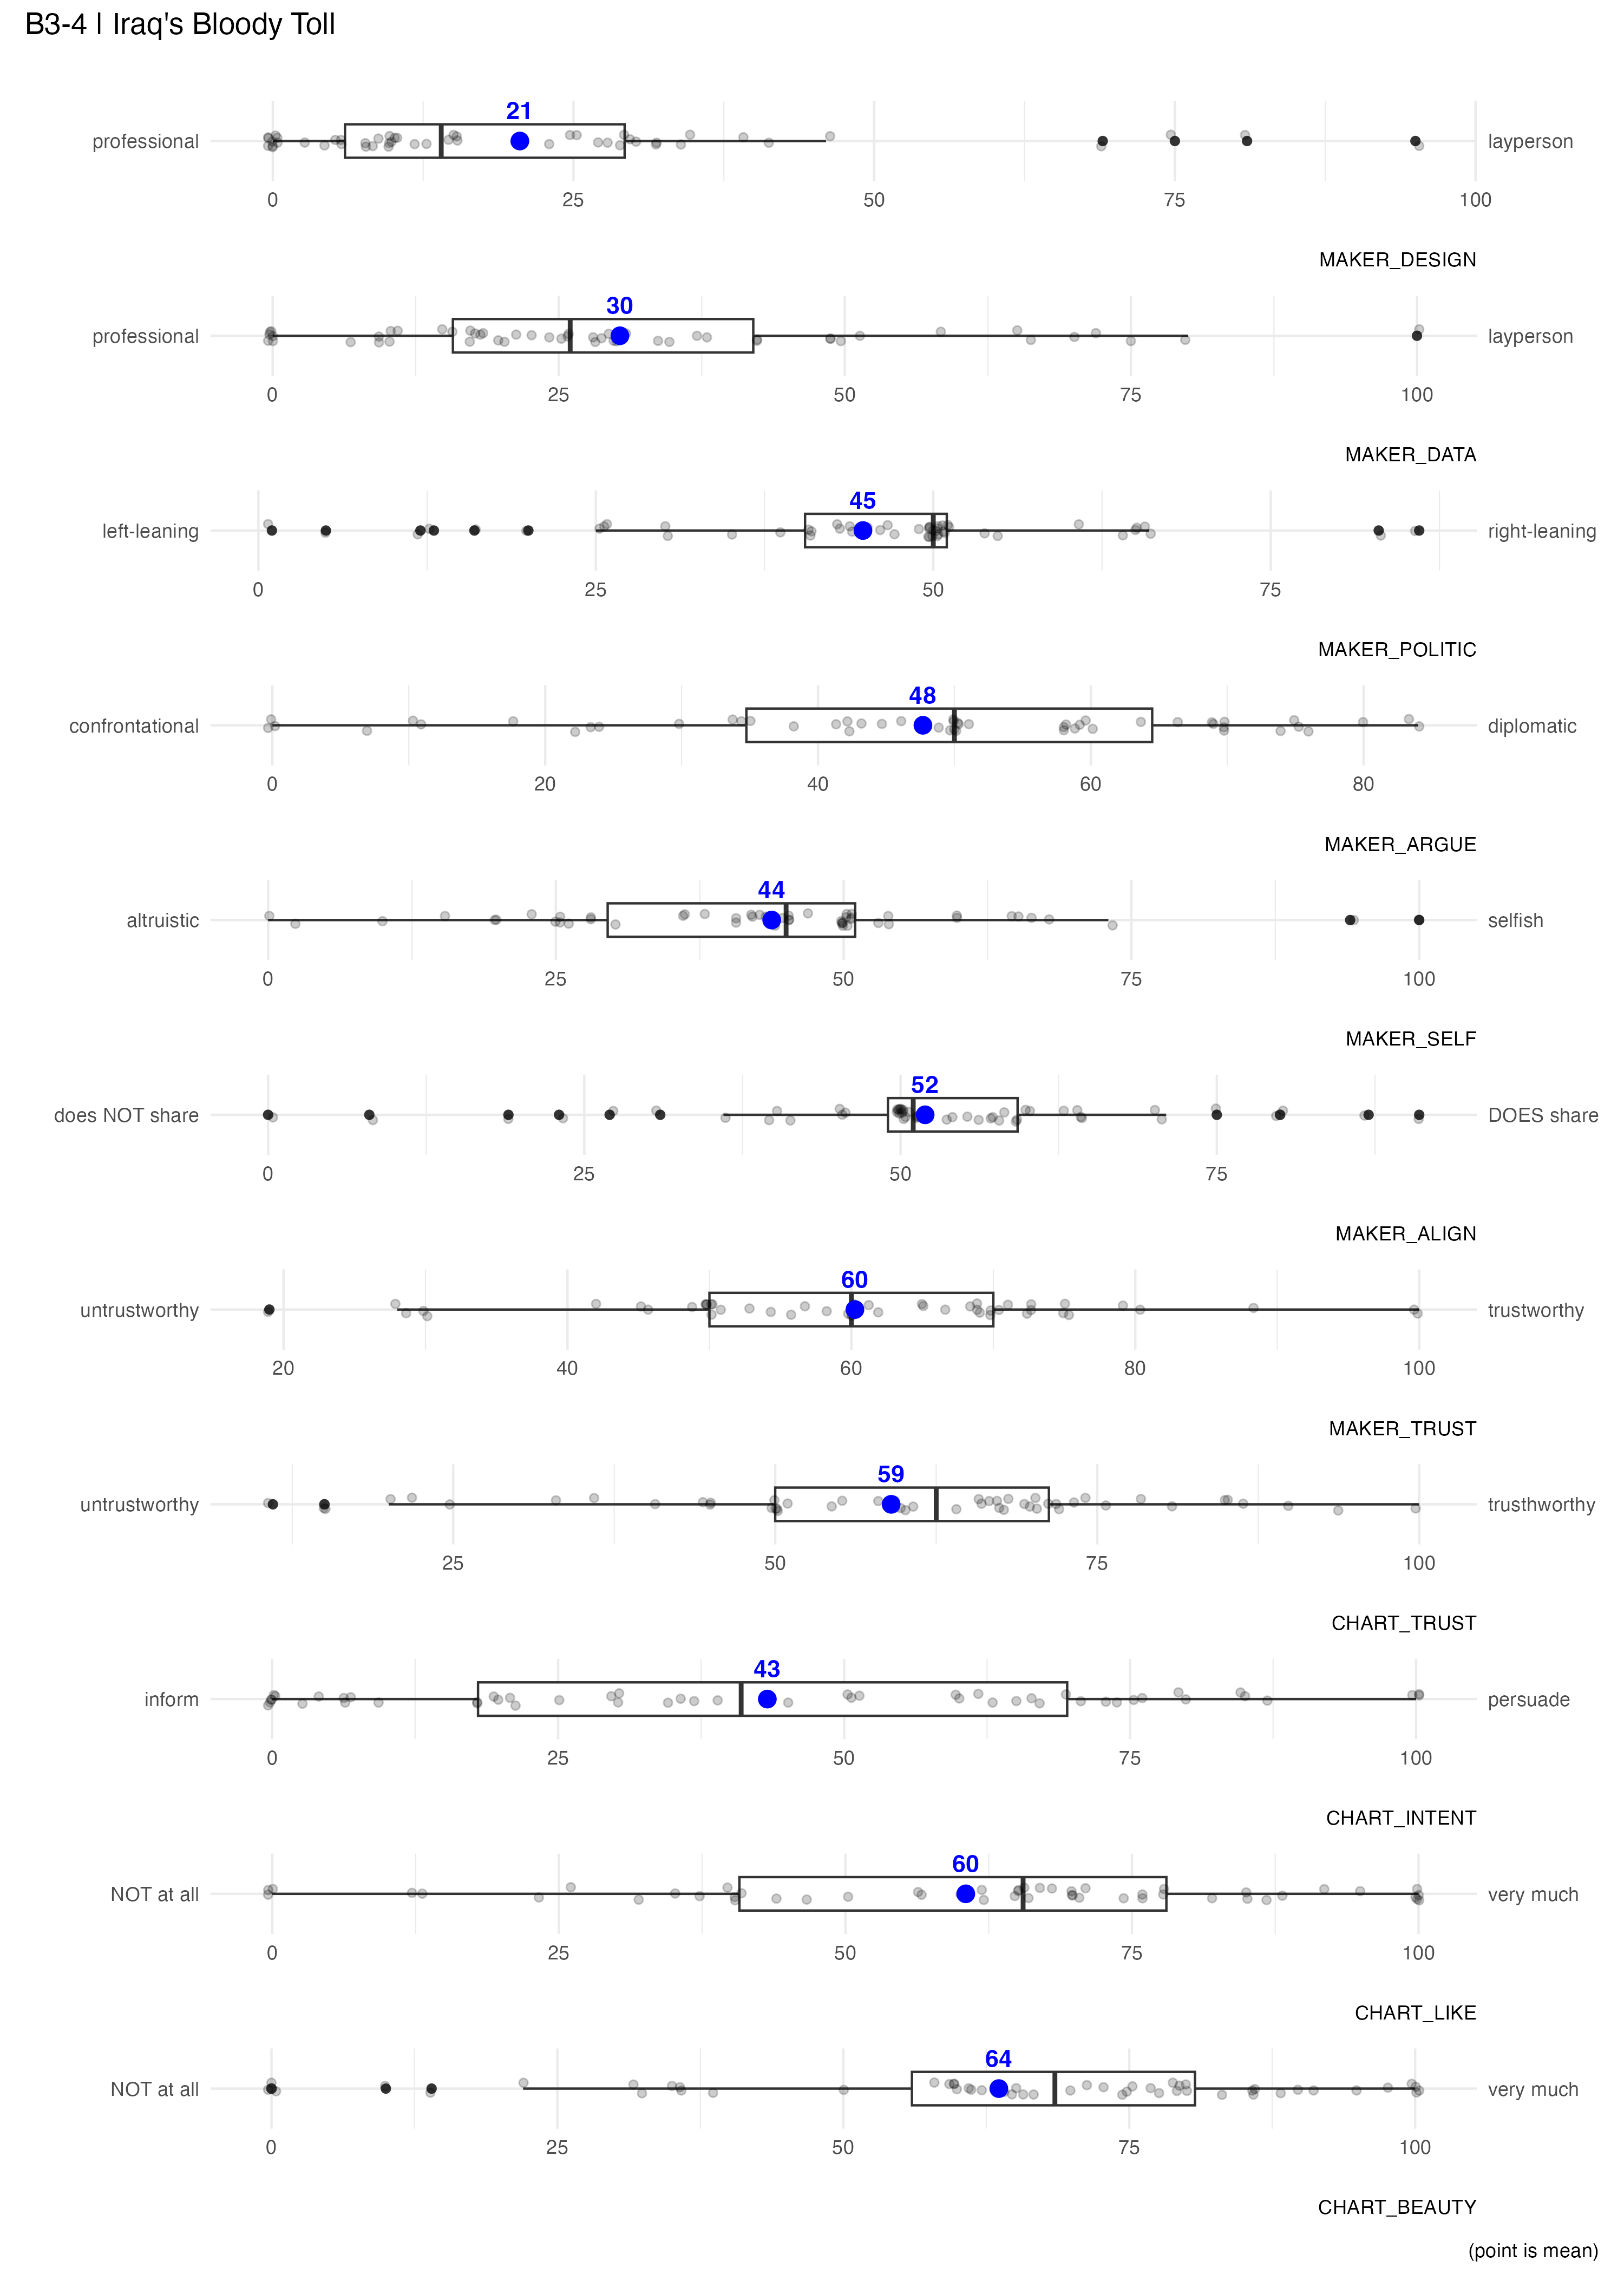 B3-4 | Iraq's Bloody Toll
21
professional layperson
0 25 50 75 100
MAKER_DESIGN
30
professional layperson
0 25 50 75 100
MAKER_DATA
45
left-leaning right-leaning
0 25 50 75
MAKER_POLITIC
48
confrontational diplomatic
0 20 40 60 80
MAKER_ARGUE
44
altruistic selfish
0 25 50 75 100
MAKER_SELF
52
does NOT share DOES share
0 25 50 75
MAKER_ALIGN
60
untrustworthy trustworthy
20 40 60 80 100
MAKER_TRUST
59
untrustworthy trusthworthy
25 50 75 100
CHART_TRUST
43
inform persuade
0 25 50 75 100
CHART_INTENT
60
NOT at all very much
0 25 50 75 100
CHART_LIKE
64
NOT at all very much
0 25 50 75 100
CHART_BEAUTY
(point is mean)